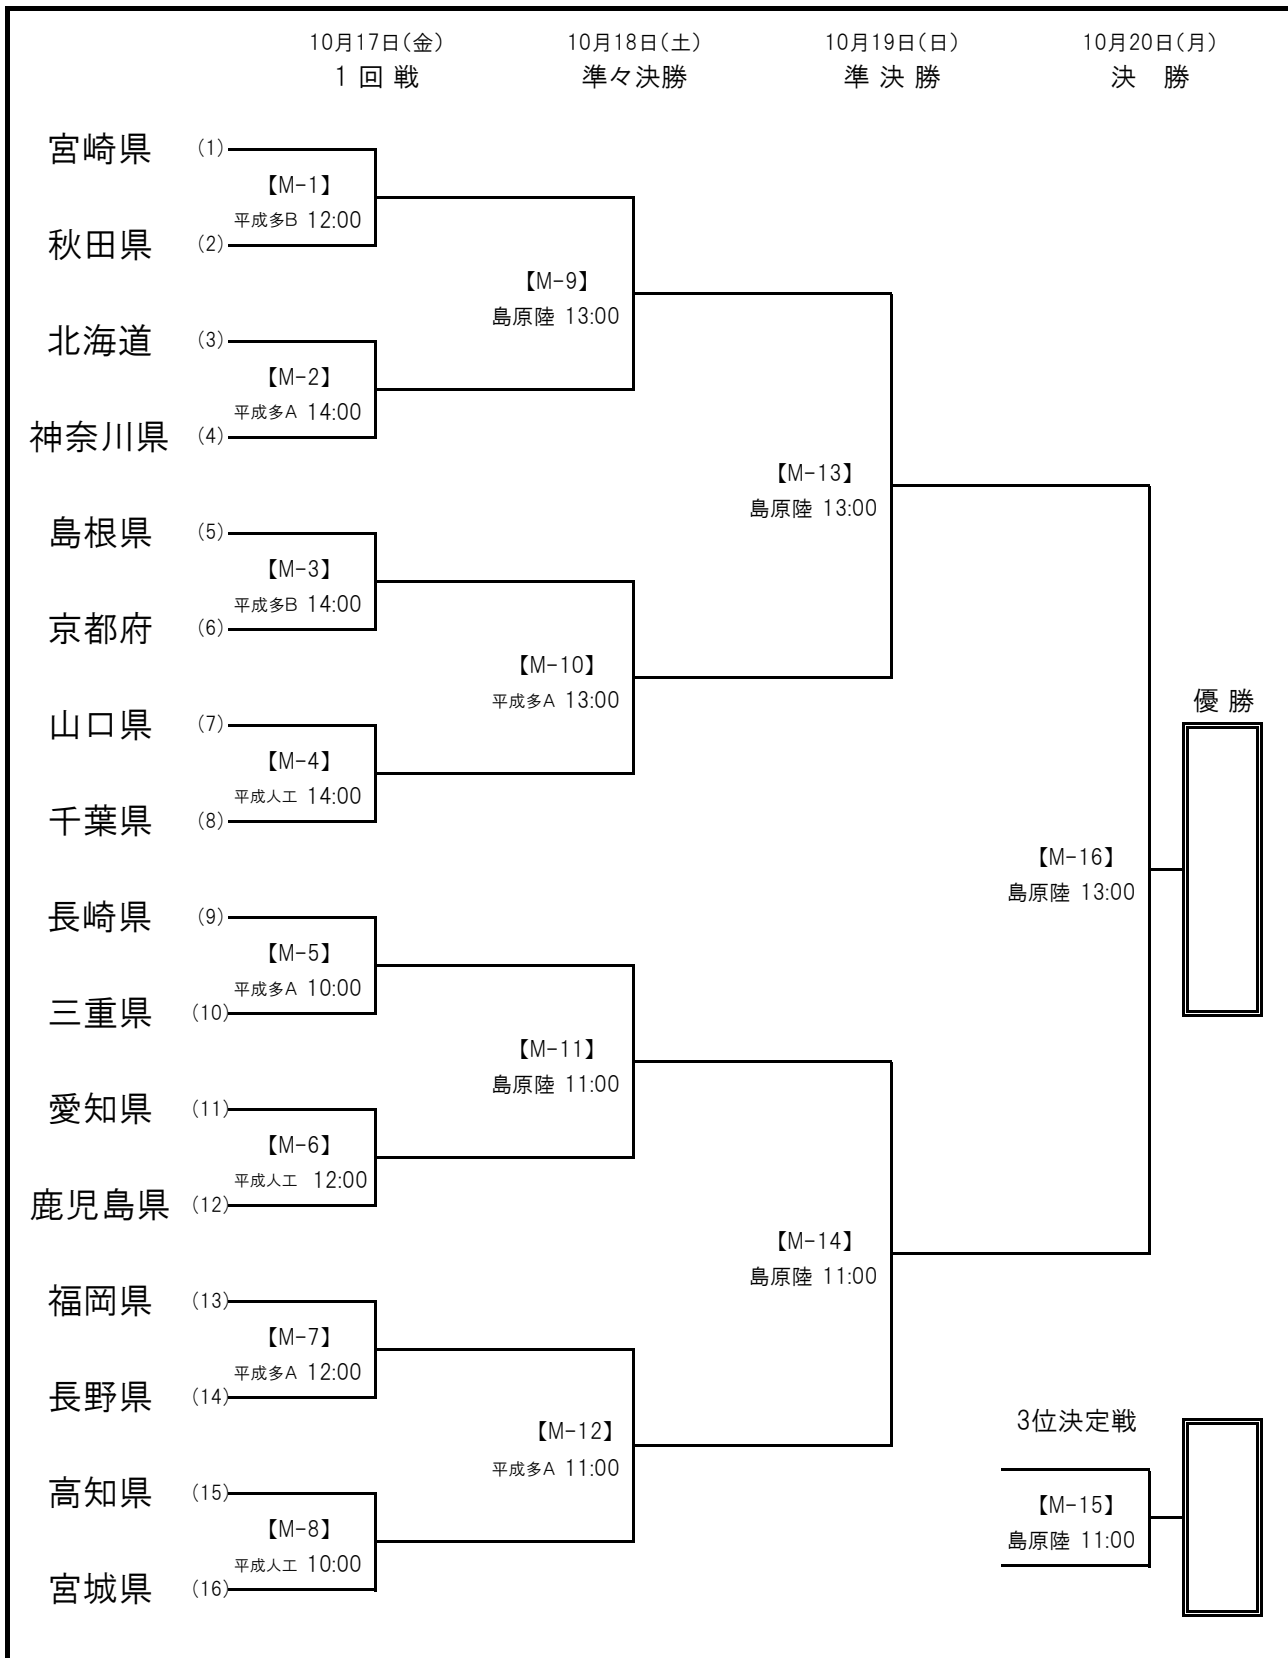 10月17日(金) 10月18日(土) 10月19日(日) 10月20日(月)
1 回 戦 準々決勝 準 決 勝 決 勝
宮崎県 (1)
【M-1】
平成多B 12:00
秋田県 (2)
【M-9】
島原陸 13:00
北海道 (3)
【M-2】
平成多A 14:00
神奈川県 (4)
【M-13】
島原陸 13:00
島根県 (5)
【M-3】
平成多B 14:00
京都府 (6)
【M-10】
平成多A 13:00
優 勝
山口県 (7)
【M-4】
平成人工 14:00
千葉県 (8)
【M-16】
島原陸 13:00
長崎県 (9)
【M-5】
平成多A 10:00
三重県 (10)
【M-11】
島原陸 11:00
愛知県 (11)
【M-6】
平成人工 12:00
鹿児島県 (12)
【M-14】
島原陸 11:00
福岡県 (13)
【M-7】
平成多A 12:00
長野県 (14)
3位決定戦
【M-12】
平成多A 11:00
高知県 (15)
【M-15】
島原陸 11:00
【M-8】
平成人工 10:00
宮城県 (16)